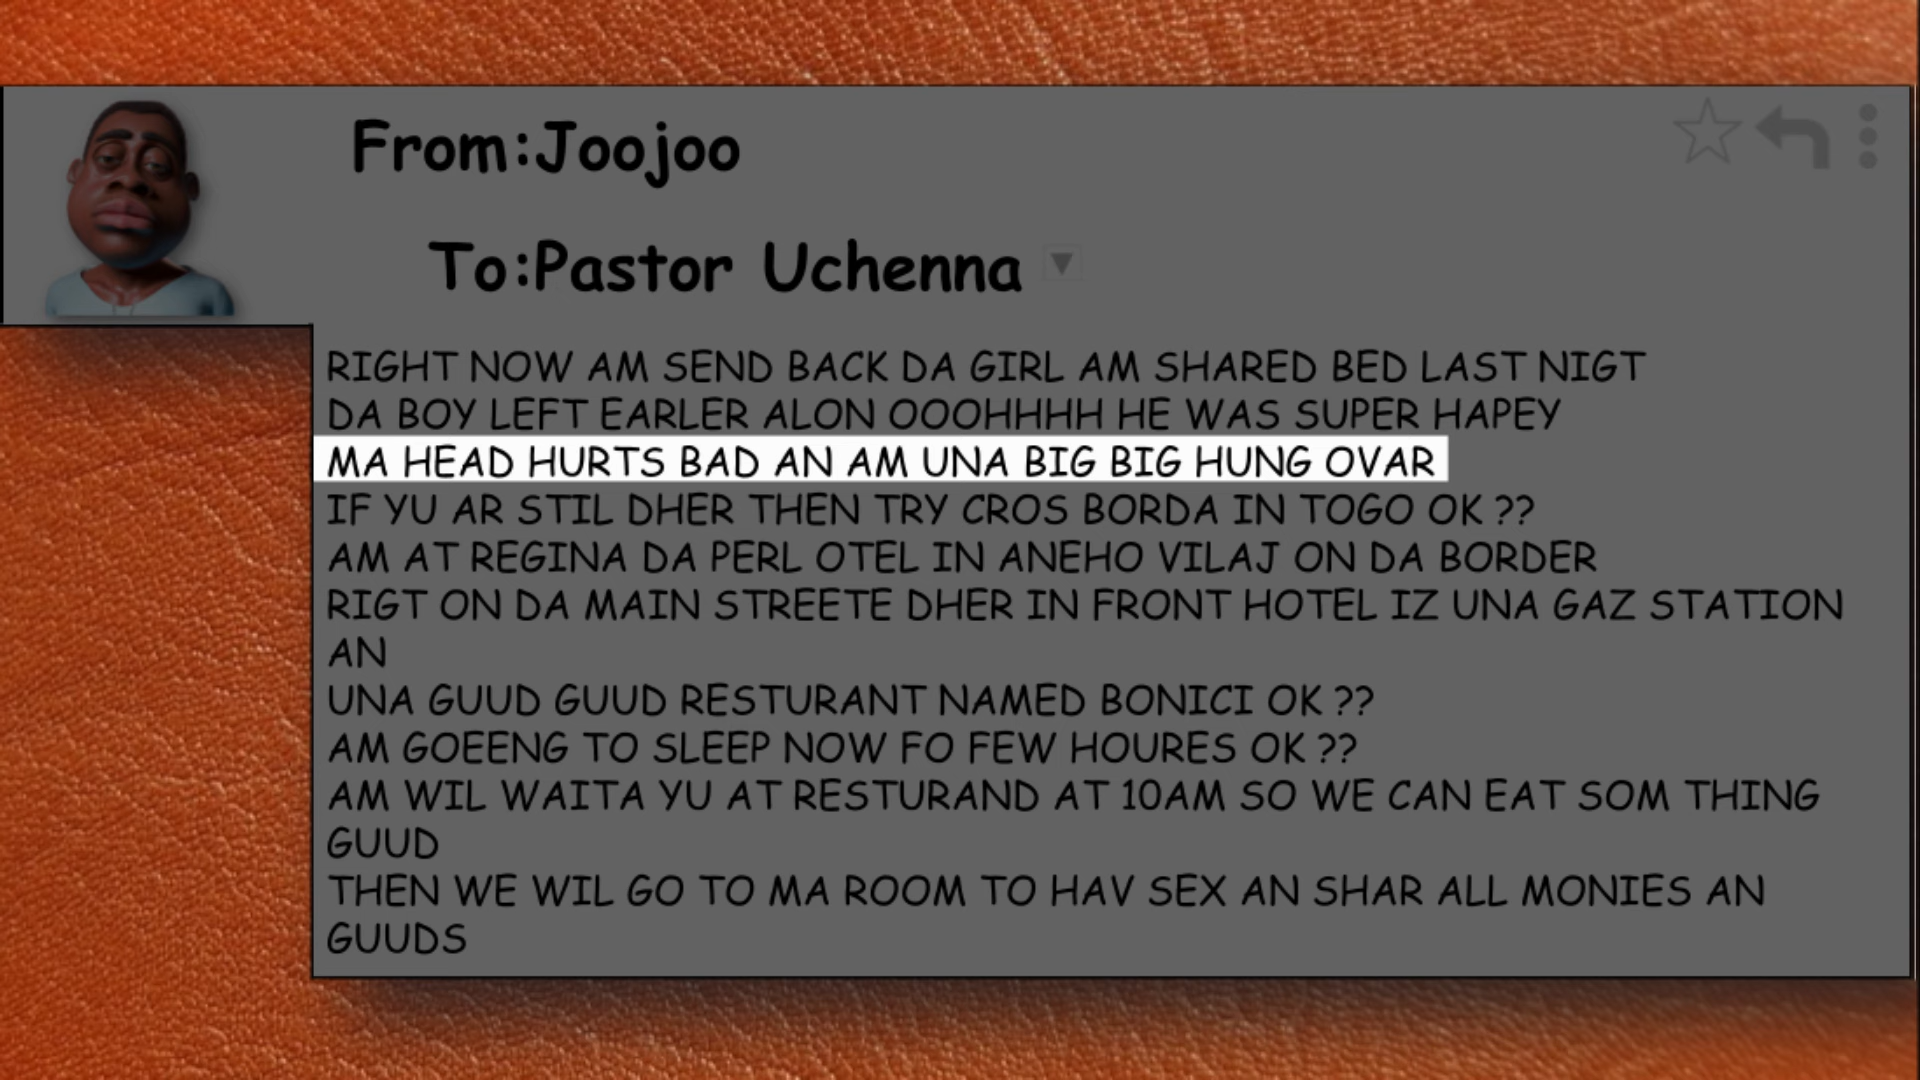 From:Joojoo
To:Pastor Uchenna
RIGHT NOW AM SEND BACK DA GIRL AM SHARED BED LAST NIGT
DA BOY LEFT EARLER ALON OOOHHHH HE WAS SUPER HAPEY
MA HEAD HURTS BAD AN AM UNA BIG BIG HUNG OVAR
IF YU AR STIL DHER THEN TRY CROS BORDA IN TOGO OK ??
AM AT REGINA DA PERL OTEL IN ANEHO VILAJ ON DA BORDER
RIGT ON DA MAIN STREETE DHER IN FRONT HOTEL IZ UNA GAZ STATION
AN
UNA GUUD GUUD RESTURANT NAMED BONICI OK ??
AM GOEENG TO SLEEP NOW FO FEW HOURES OK ??
AM WIL WAITA YU AT RESTURAND AT 10AM SO WE CAN EAT SOM THING
GUUD
THEN WE WIL GO TO MA ROOM TO HAV SEX AN SHAR ALL MONIES AN
GUUDS